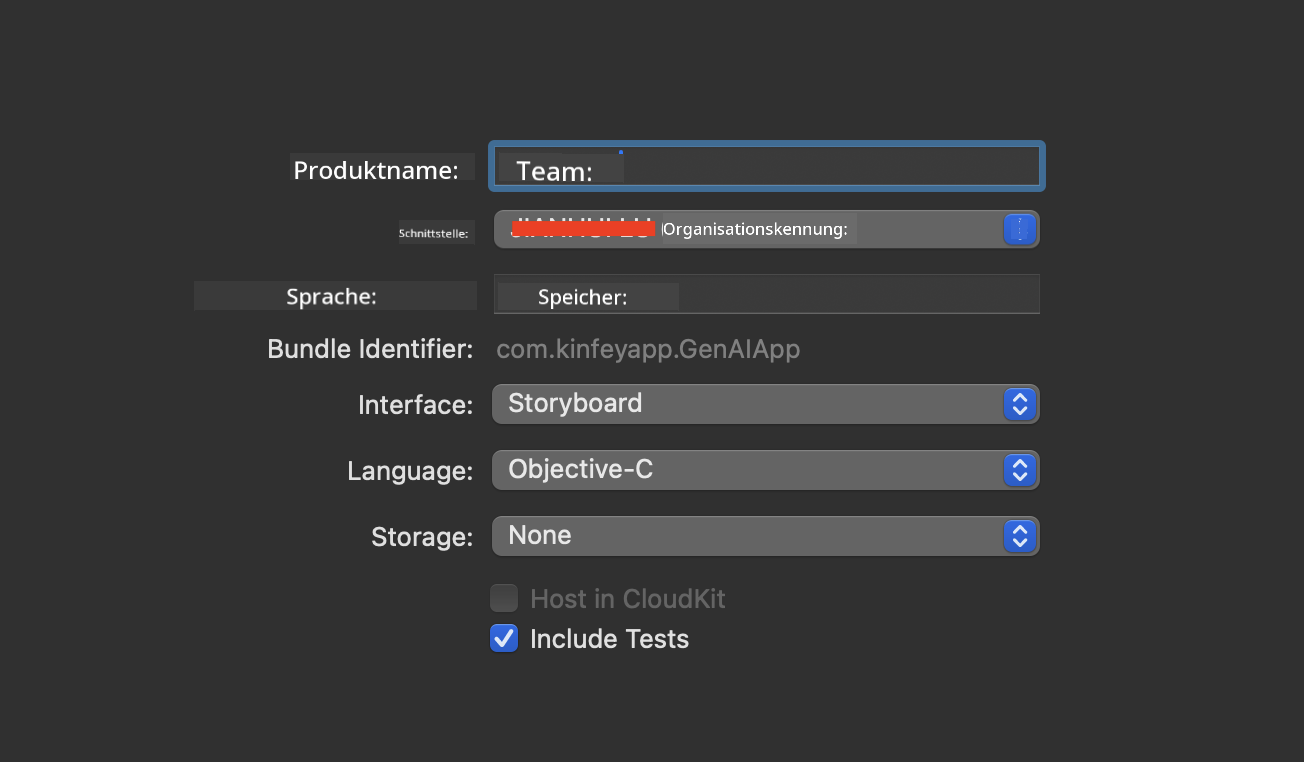 Produktname: Team:
Schnittstelle: Organisationskennung:
Sprache: Speicher:
Bundle Identifier: com.kinfeyapp.GenAIApp
Interface: Storyboard
Language: Objective-C
Storage: None
Host in CloudKit
Include Tests